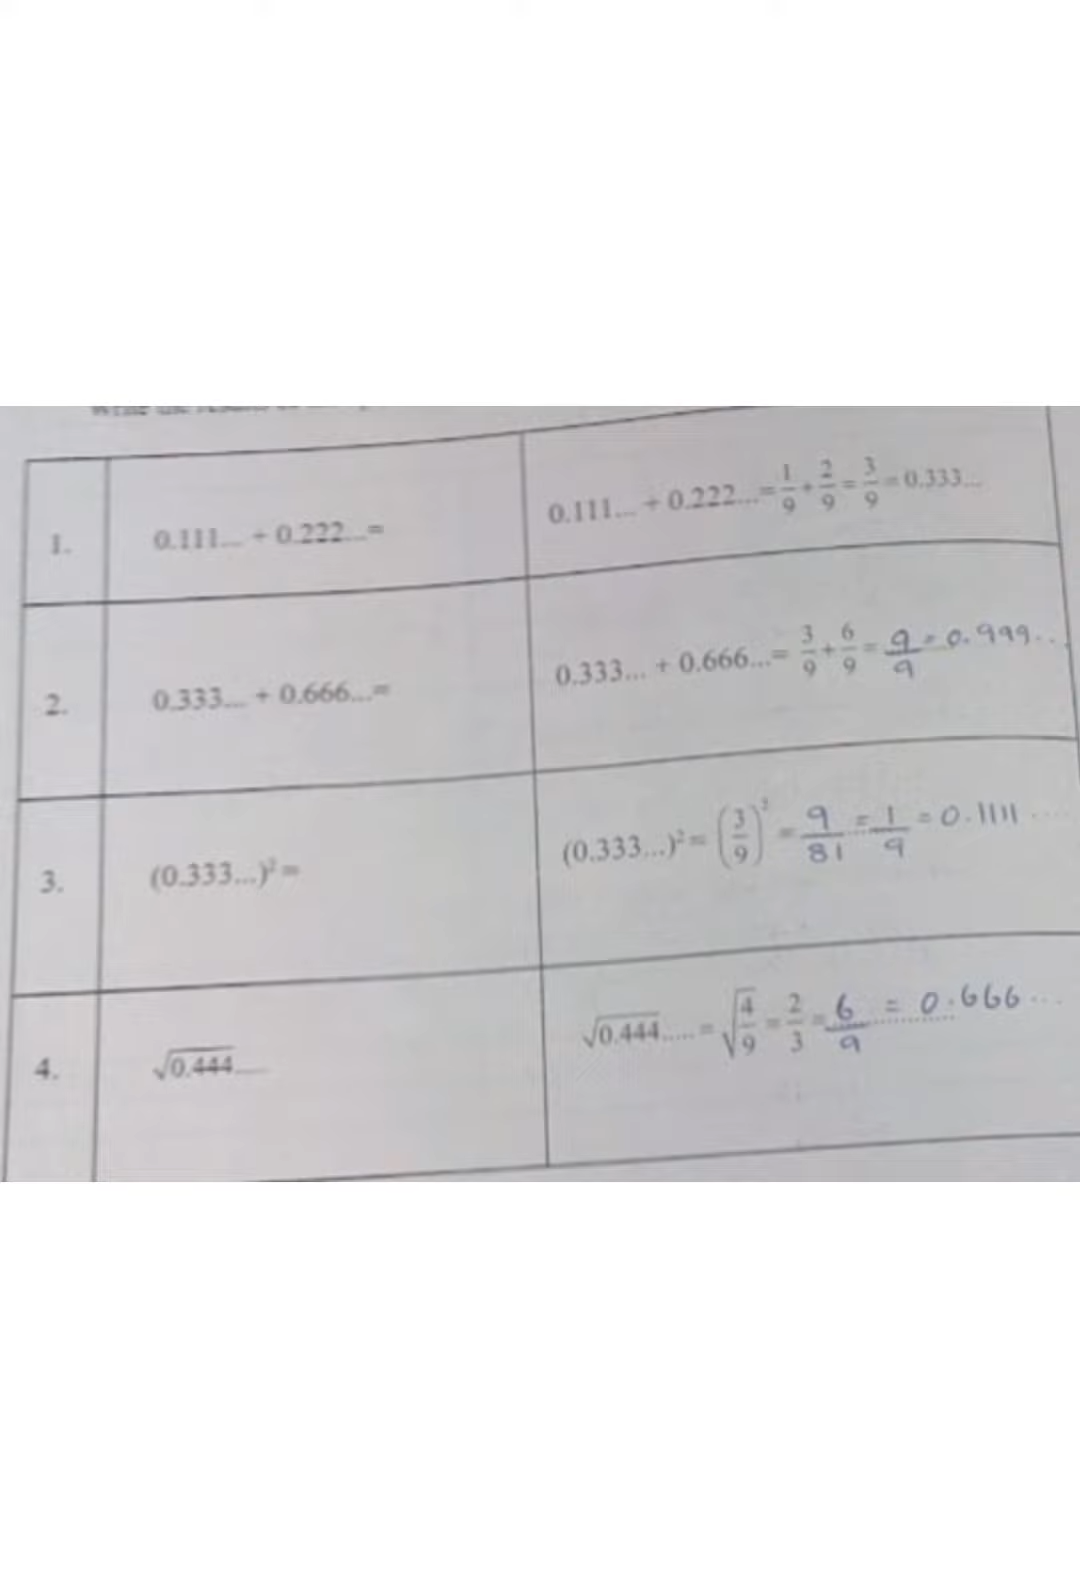 1. 0.111... + 0.222...= 0.111... + 0.222...= 1/9 + 2/9 = 3/9 = 0.333...
2. 0.333... + 0.666...= 0.333... + 0.666...= 3/9 + 6/9 = 9/9 = 0.999...
3. (0.333...)² = (0.333...)² = (3/9)² = 9/81 = 1/9 = 0.1111....
4. √0.444..... √0.444..... = √4/9 = 2/3 = 6/9 = 0.666...